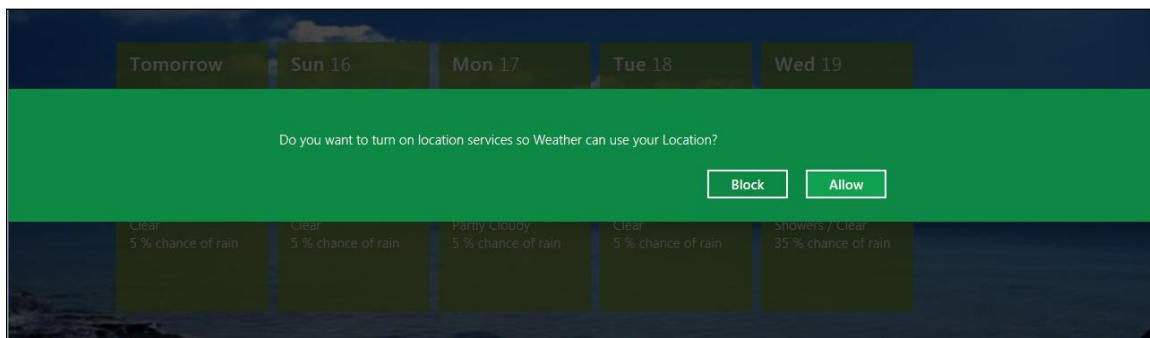 Tomorrow
Sun 16
Mon 17
Tue 18
Wed 19
Do you want to turn on location services so Weather can use your Location?
Block
Allow
Clear
5 % chance of rain
Clear
5 % chance of rain
Partly Cloudy
5 % chance of rain
Clear
5 % chance of rain
Showers / Clear
35 % chance of rain